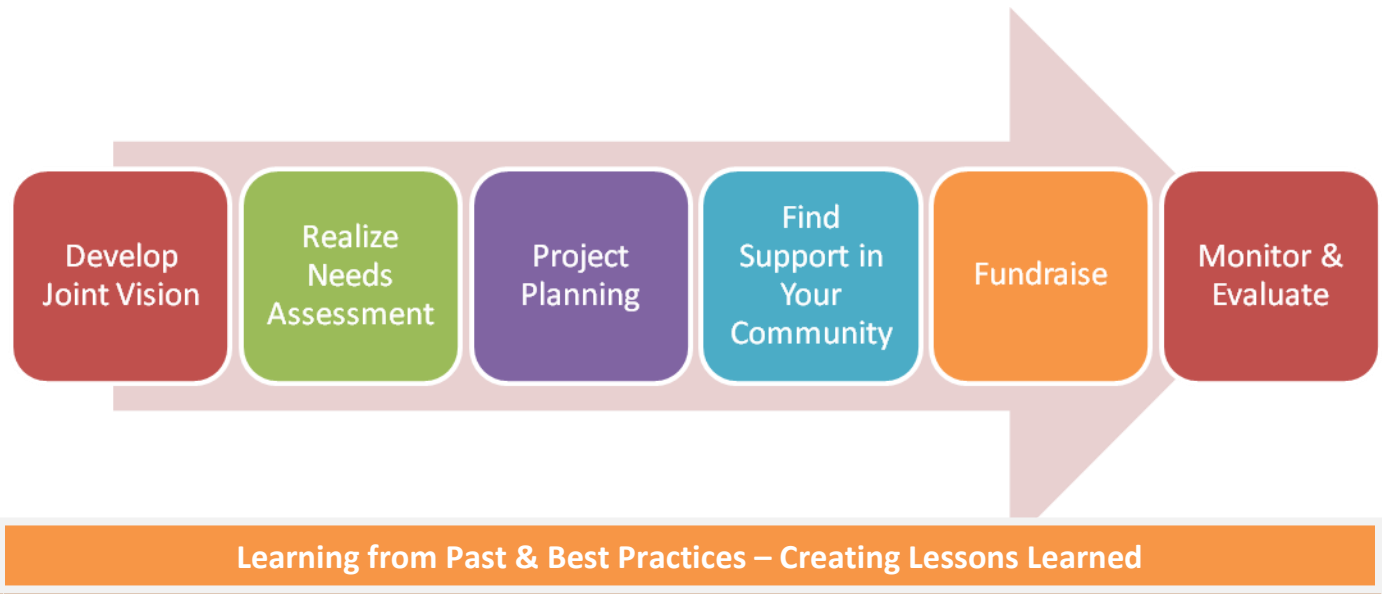 Develop
Joint Vision
Realize
Needs
Assessment
Project
Planning
Find
Support in
Your
Community
Fundraise
Monitor &
Evaluate
Learning from Past & Best Practices – Creating Lessons Learned